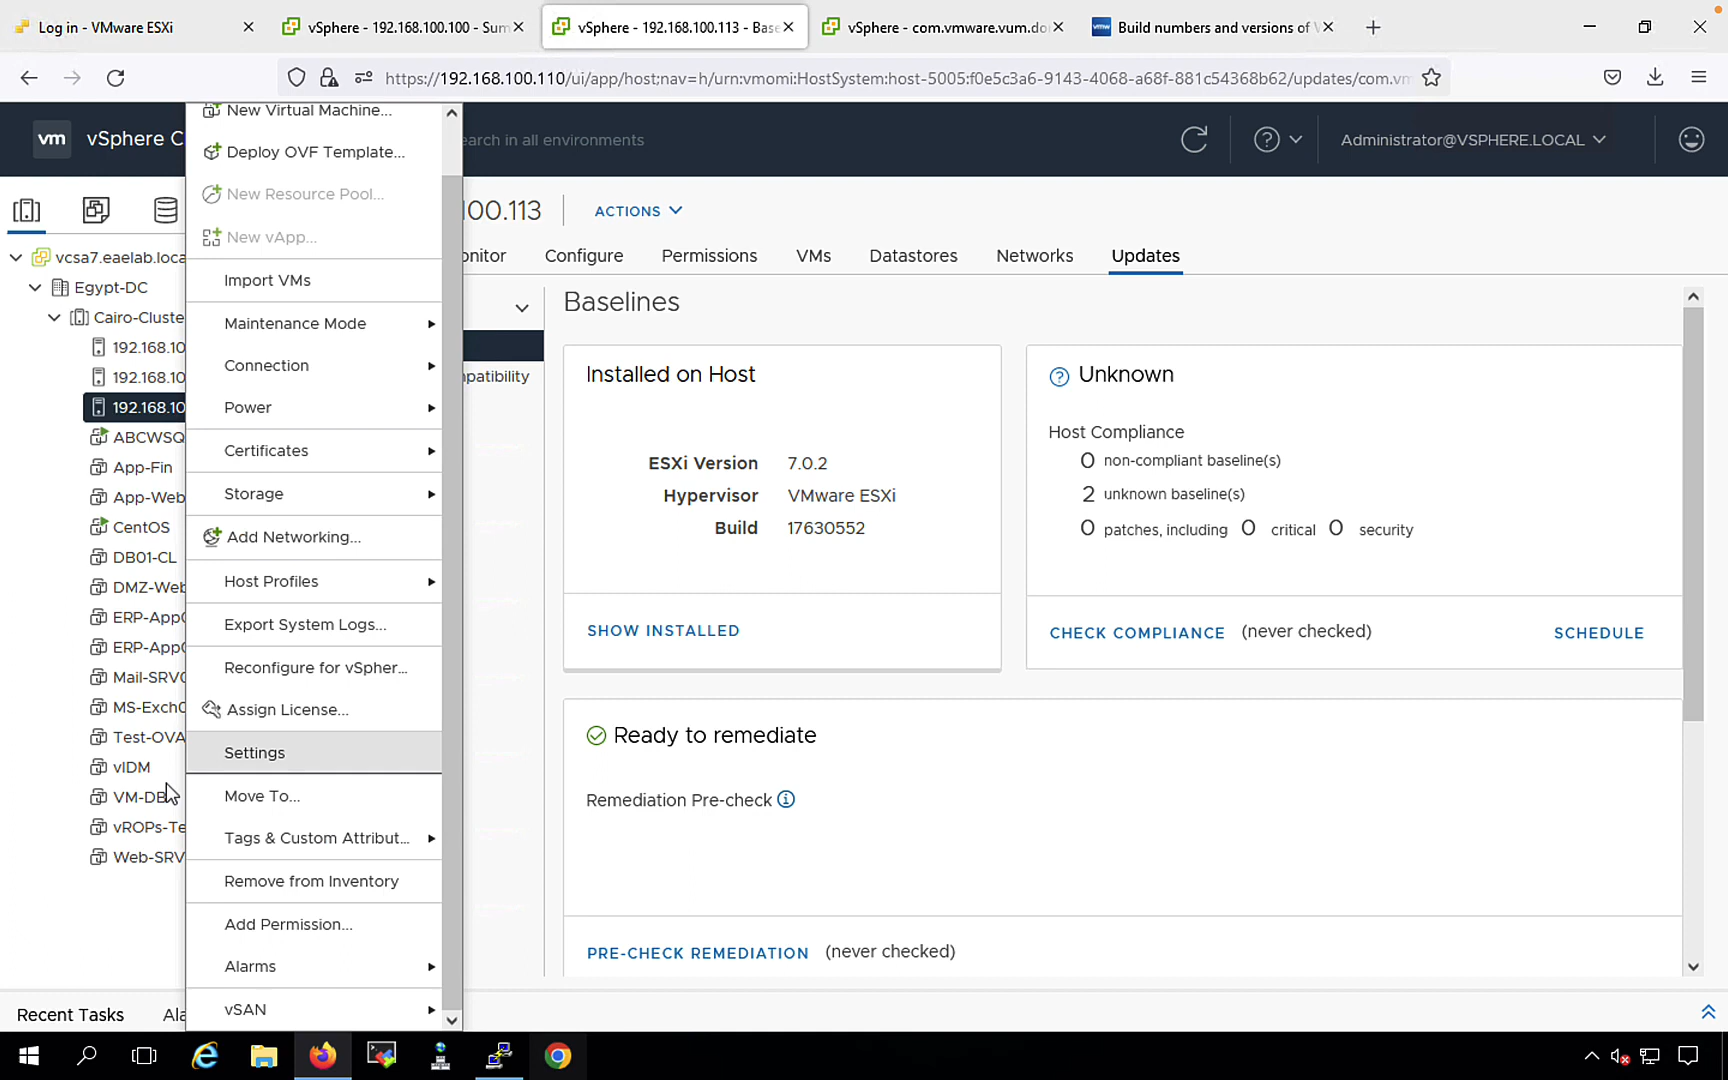 Log in - VMware ESXi
vSphere - 192.168.100.100 - Sum
vSphere - 192.168.100.113 - Base
vSphere - com.vmware.vum.do
vmw
Build numbers and versions of V
https://192.168.100.110/ui/app/host;nav=h/urn:vmomi:HostSystem:host-5005:f0e5c3a6-9143-4068-a68f-881c54368b62/updates/com.vm
vm
vSphere C
earch in all environments
Administrator@VSPHERE.LOCAL
100.113
ACTIONS
onitor
Configure
Permissions
VMs
Datastores
Networks
Updates
vcsa7.eaelab.loca
Egypt-DC
Cairo-Cluste
192.168.10
192.168.10
192.168.10
ABCWSQ
App-Fin
App-Web
CentOS
DB01-CL
DMZ-Web
ERP-App
ERP-App
Mail-SRV
MS-Exch
Test-OVA
vIDM
VM-DB
vROPs-Te
Web-SRV
New Virtual Machine...
Deploy OVF Template...
New Resource Pool...
New vApp...
Import VMs
Maintenance Mode
Connection
Power
Certificates
Storage
Add Networking...
Host Profiles
Export System Logs...
Reconfigure for vSpher...
Assign License...
Settings
Move To...
Tags & Custom Attribut...
Remove from Inventory
Add Permission...
Alarms
vSAN
patibility
Baselines
Installed on Host
ESXi Version 7.0.2
Hypervisor VMware ESXi
Build 17630552
SHOW INSTALLED
Unknown
Host Compliance
0 non-compliant baseline(s)
2 unknown baseline(s)
0 patches, including 0 critical 0 security
CHECK COMPLIANCE (never checked)
SCHEDULE
Ready to remediate
Remediation Pre-check
PRE-CHECK REMEDIATION (never checked)
Recent Tasks
Ala